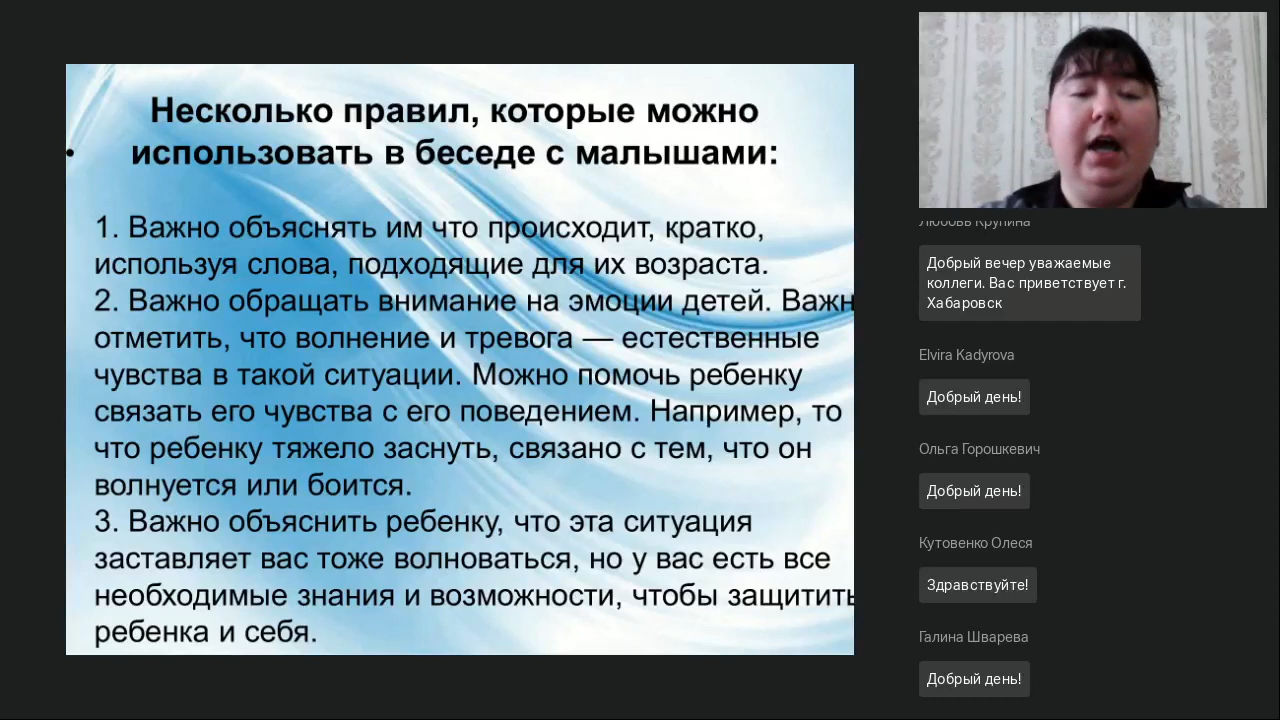 Несколько правил, которые можно
• использовать в беседе с малышами:
1. Важно объяснять им что происходит, кратко,
используя слова, подходящие для их возраста.
2. Важно обращать внимание на эмоции детей. Важн
отметить, что волнение и тревога — естественные
чувства в такой ситуации. Можно помочь ребенку
связать его чувства с его поведением. Например, то
что ребенку тяжело заснуть, связано с тем, что он
волнуется или боится.
3. Важно объяснить ребенку, что эта ситуация
заставляет вас тоже волноваться, но у вас есть все
необходимые знания и возможности, чтобы защитить
ребенка и себя.
Любовь Крупина
Добрый вечер уважаемые
коллеги. Вас приветствует г.
Хабаровск
Elvira Kadyrova
Добрый день!
Ольга Горошкевич
Добрый день!
Кутовенко Олеся
Здравствуйте!
Галина Шварева
Добрый день!